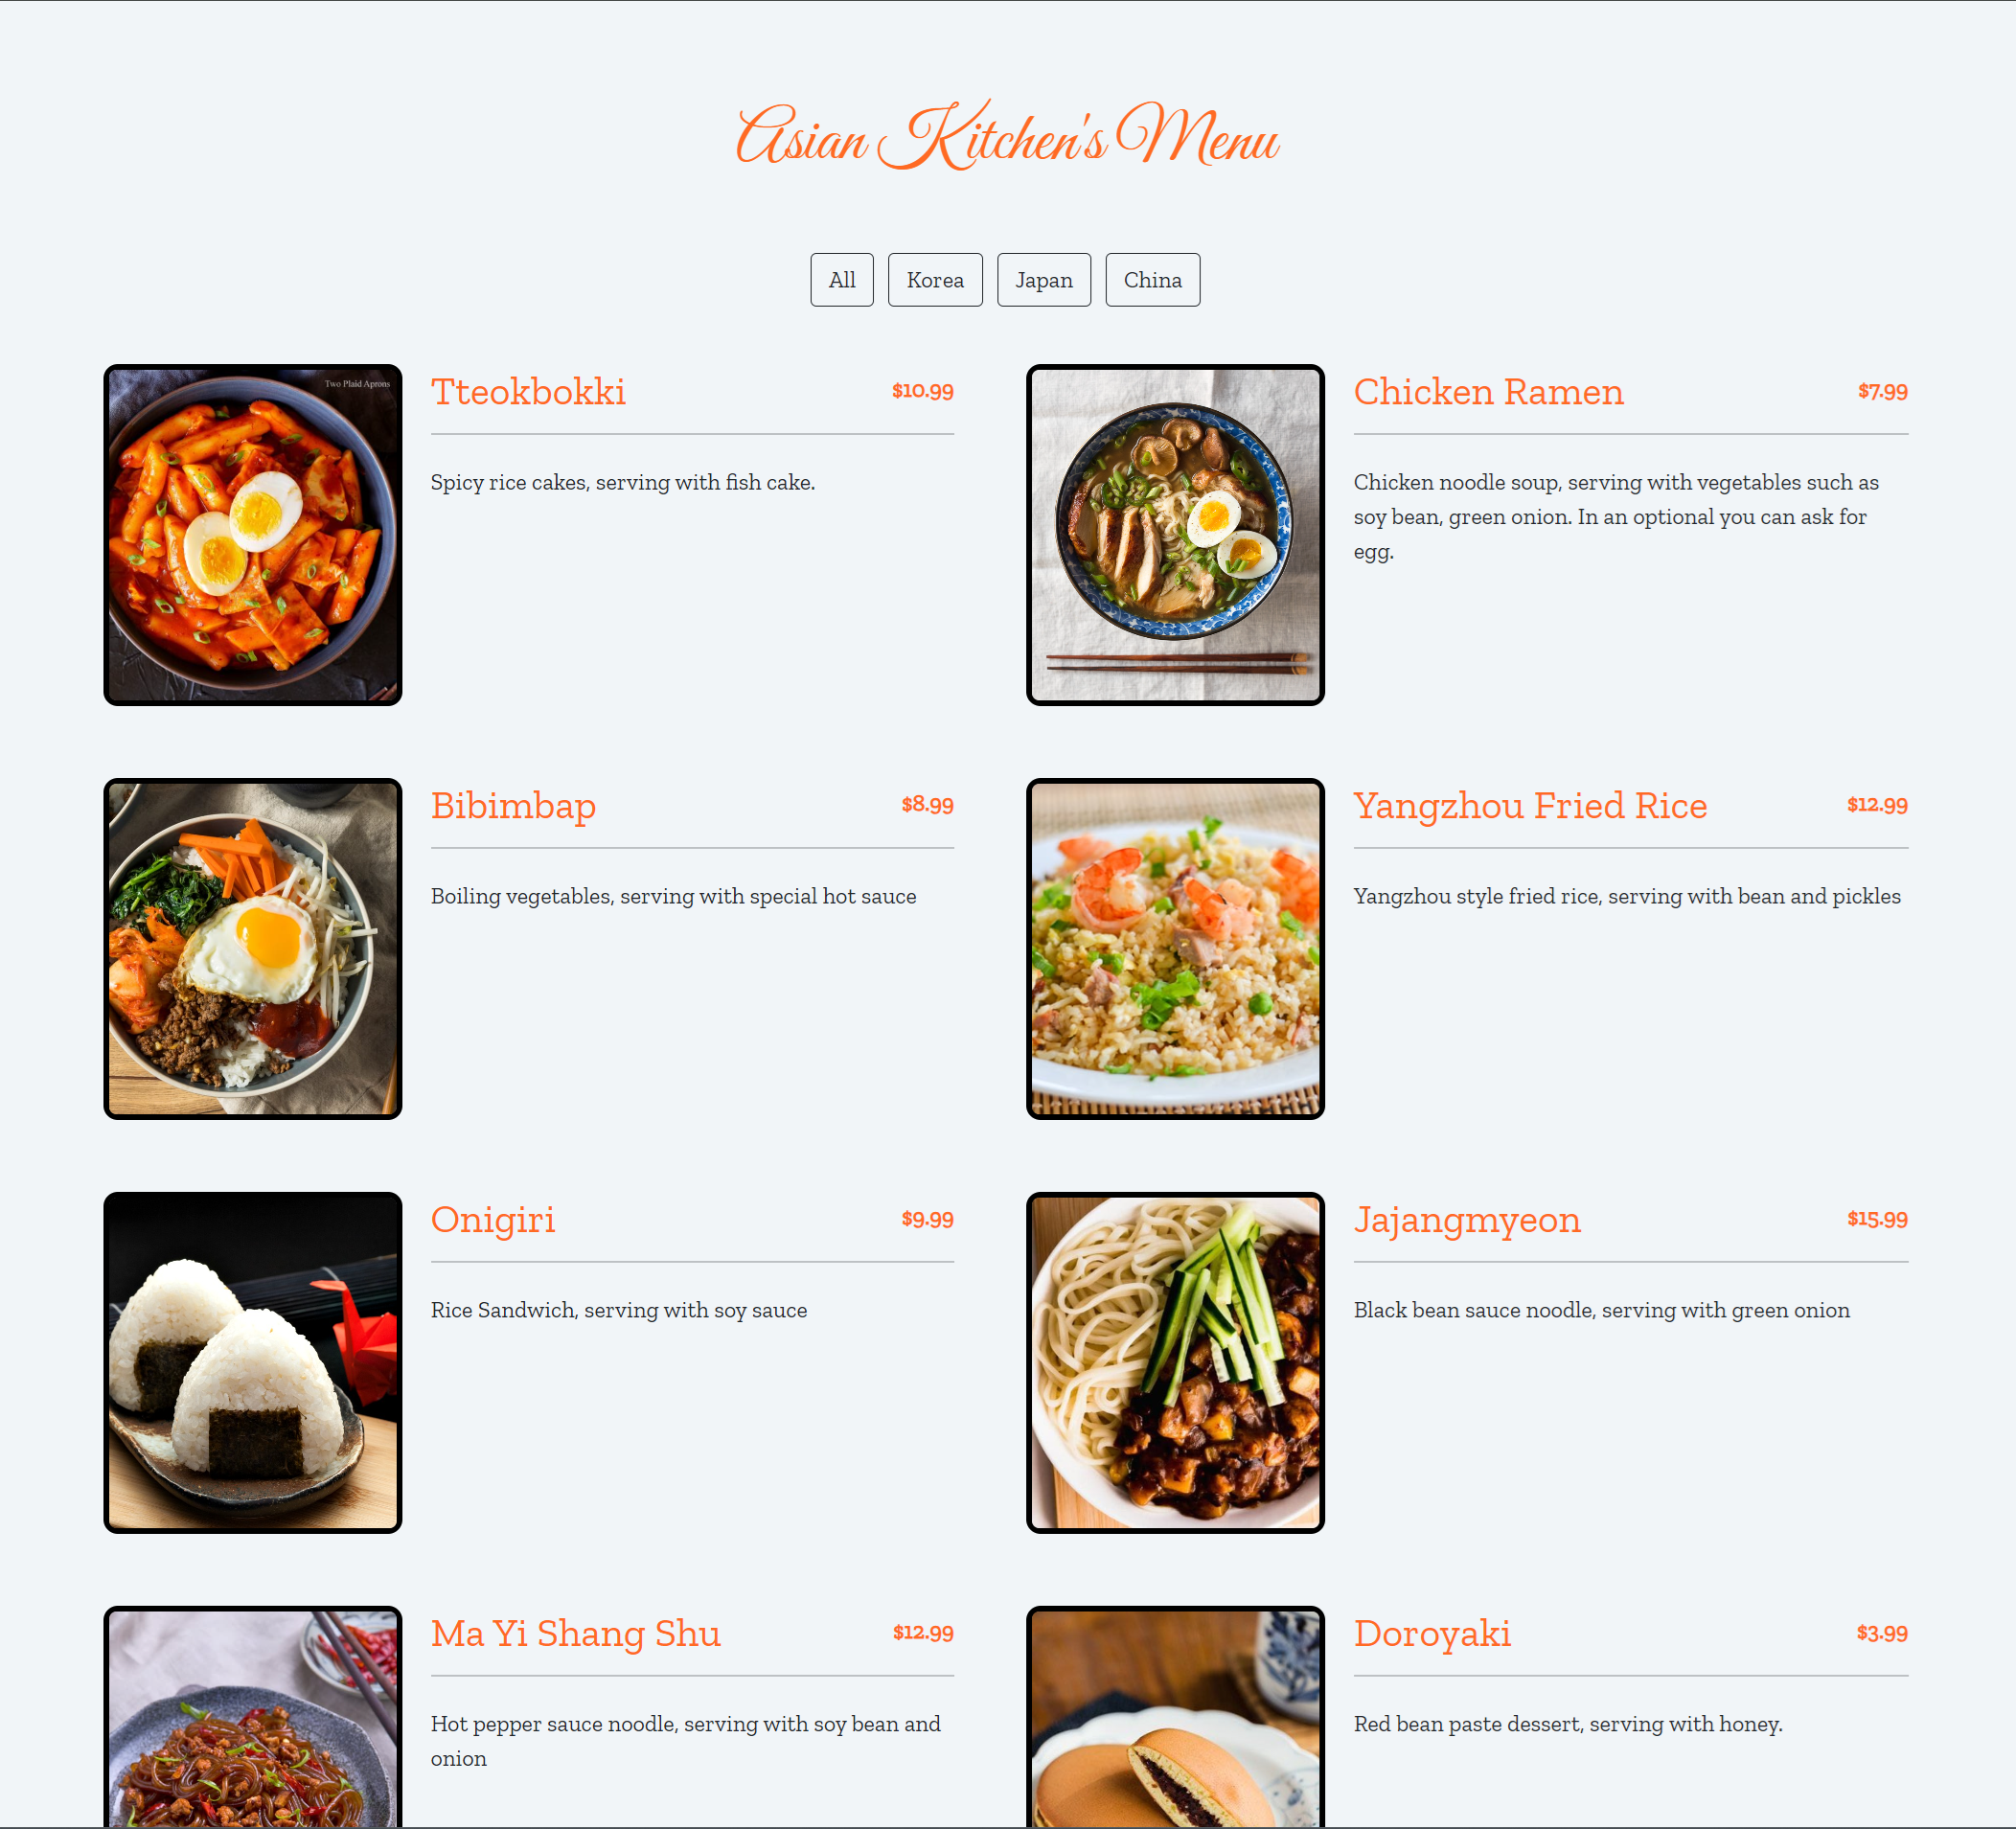 Asian Kitchen's Menu
All
Korea
Japan
China
Two Plaid Aprons
Tteokbokki
$10.99
Spicy rice cakes, serving with fish cake.
Chicken Ramen
$7.99
Chicken noodle soup, serving with vegetables such as
soy bean, green onion. In an optional you can ask for
egg.
Bibimbap
$8.99
Boiling vegetables, serving with special hot sauce
Yangzhou Fried Rice
$12.99
Yangzhou style fried rice, serving with bean and pickles
Onigiri
$9.99
Rice Sandwich, serving with soy sauce
Jajangmyeon
$15.99
Black bean sauce noodle, serving with green onion
Ma Yi Shang Shu
$12.99
Hot pepper sauce noodle, serving with soy bean and
onion
Doroyaki
$3.99
Red bean paste dessert, serving with honey.